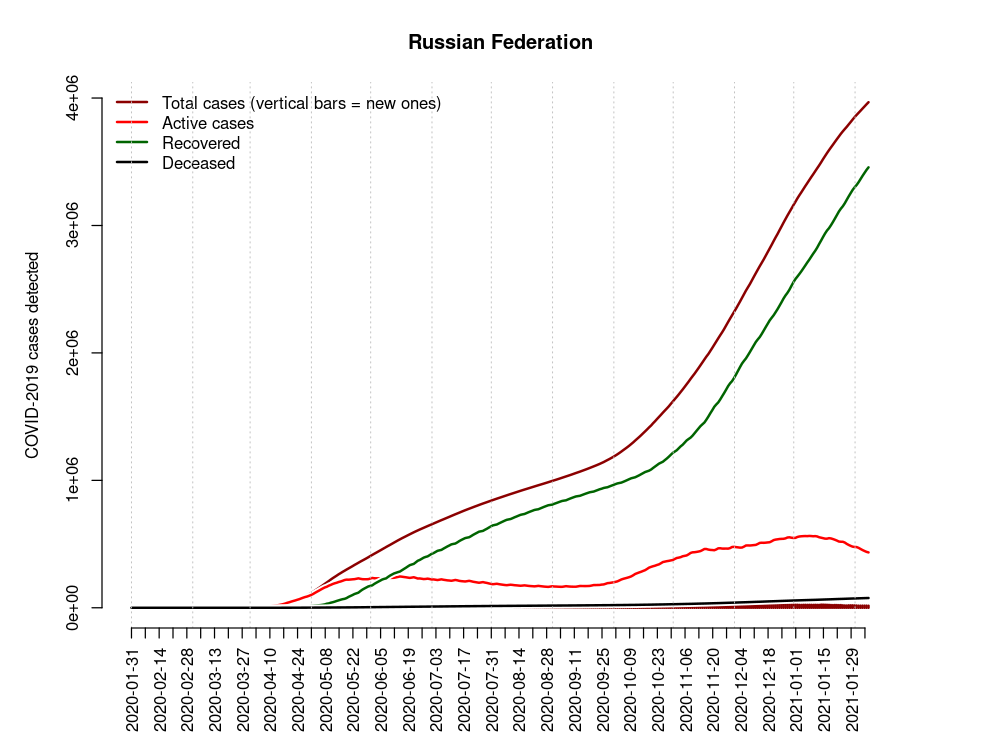 Russian Federation
Total cases (vertical bars = new ones)
Active cases
Recovered
Deceased
COVID-2019 cases detected
4e+06
3e+06
2e+06
1e+06
0e+00
2020-01-31
2020-02-14
2020-02-28
2020-03-13
2020-03-27
2020-04-10
2020-04-24
2020-05-08
2020-05-22
2020-06-05
2020-06-19
2020-07-03
2020-07-17
2020-07-31
2020-08-14
2020-08-28
2020-09-11
2020-09-25
2020-10-09
2020-10-23
2020-11-06
2020-11-20
2020-12-04
2020-12-18
2021-01-01
2021-01-15
2021-01-29